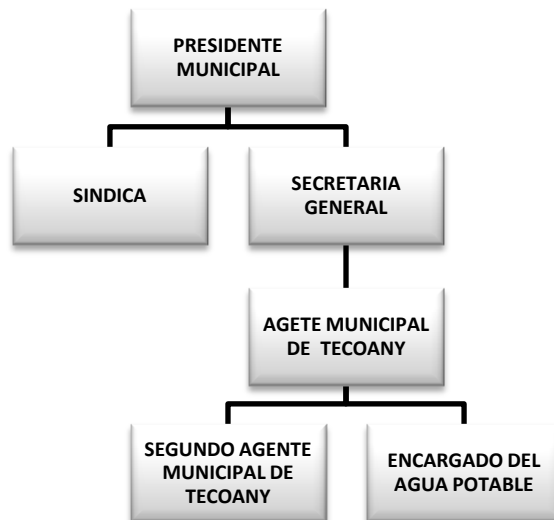 PRESIDENTE
MUNICIPAL
SINDICA
SECRETARIA
GENERAL
AGETE MUNICIPAL
DE TECOANY
SEGUNDO AGENTE
MUNICIPAL DE
TECOANY
ENCARGADO DEL
AGUA POTABLE